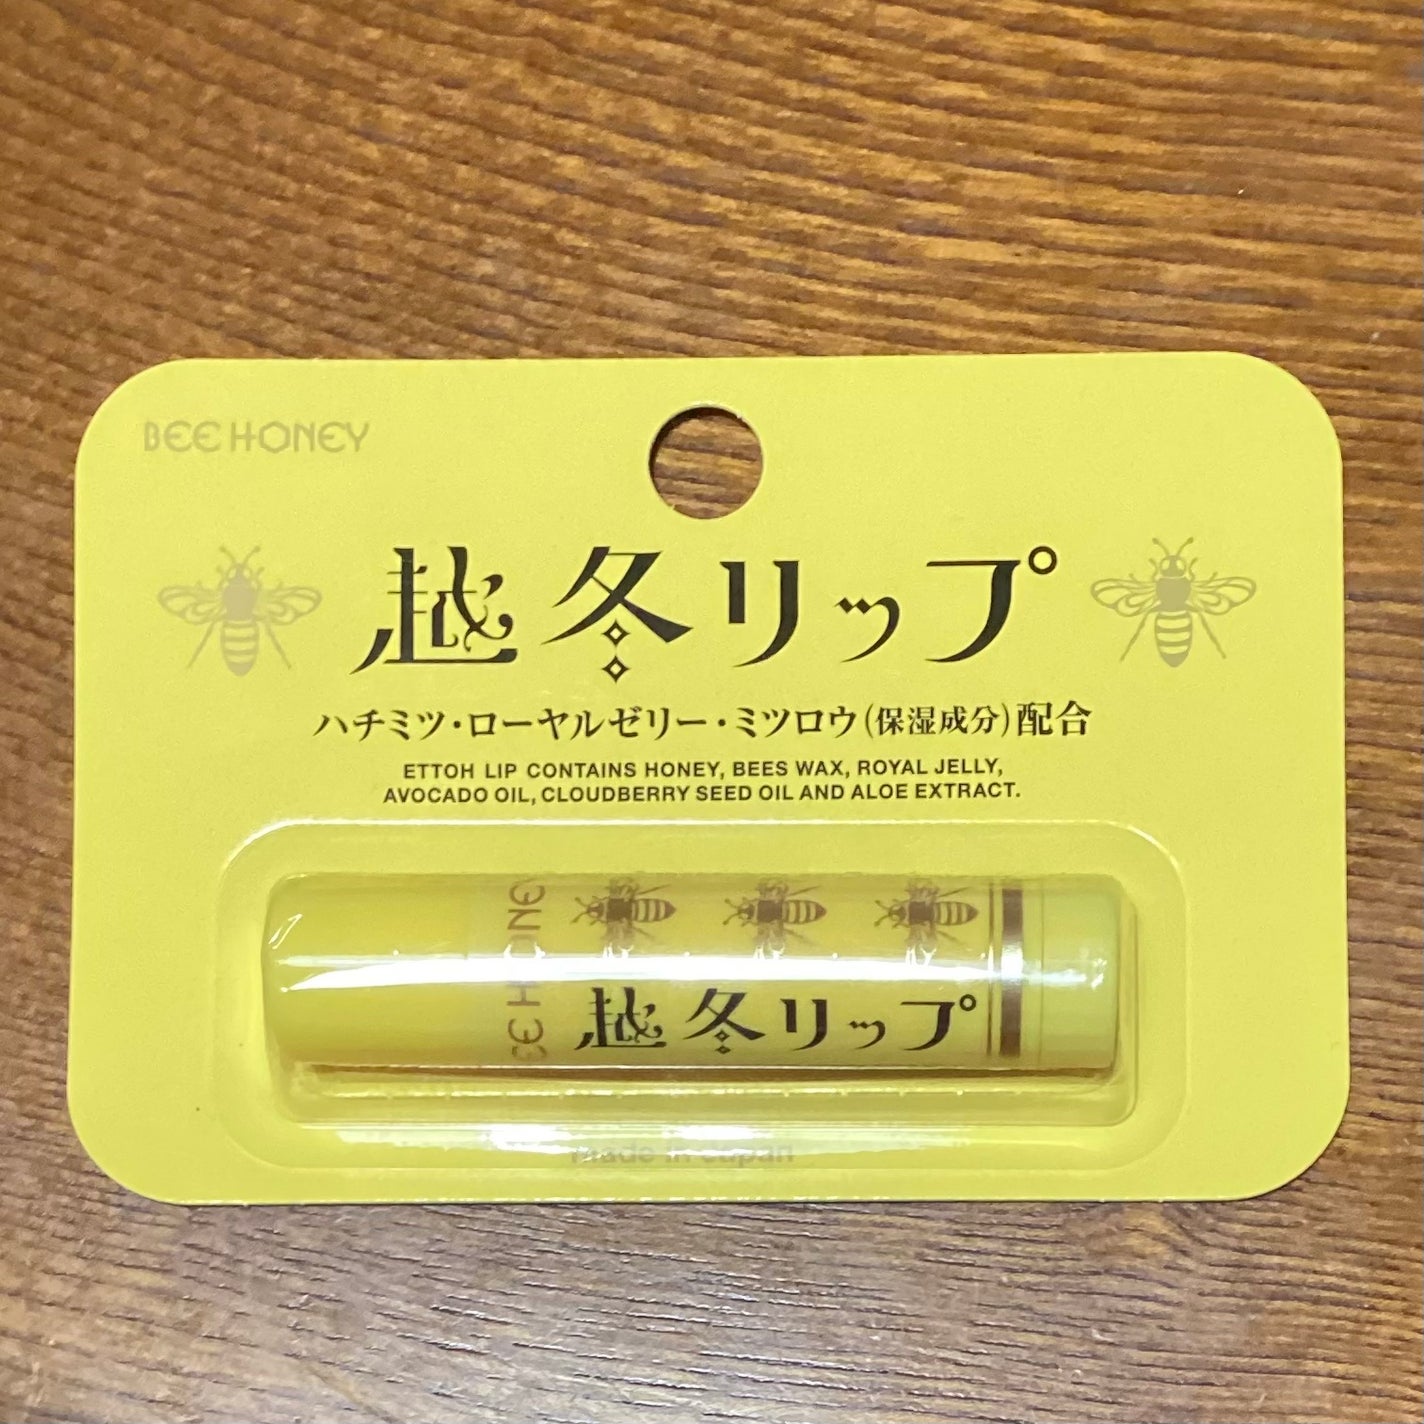 BEE HONEY
越冬リップ
ハチミツ・ローヤルゼリー・ミツロウ(保湿成分)配合
ETTOH LIP CONTAINS HONEY, BEES WAX, ROYAL JELLY,
AVOCADO OIL, CLOUDBERRY SEED OIL AND ALOE EXTRACT.
EE HONEY
越冬リップ
made in Japan